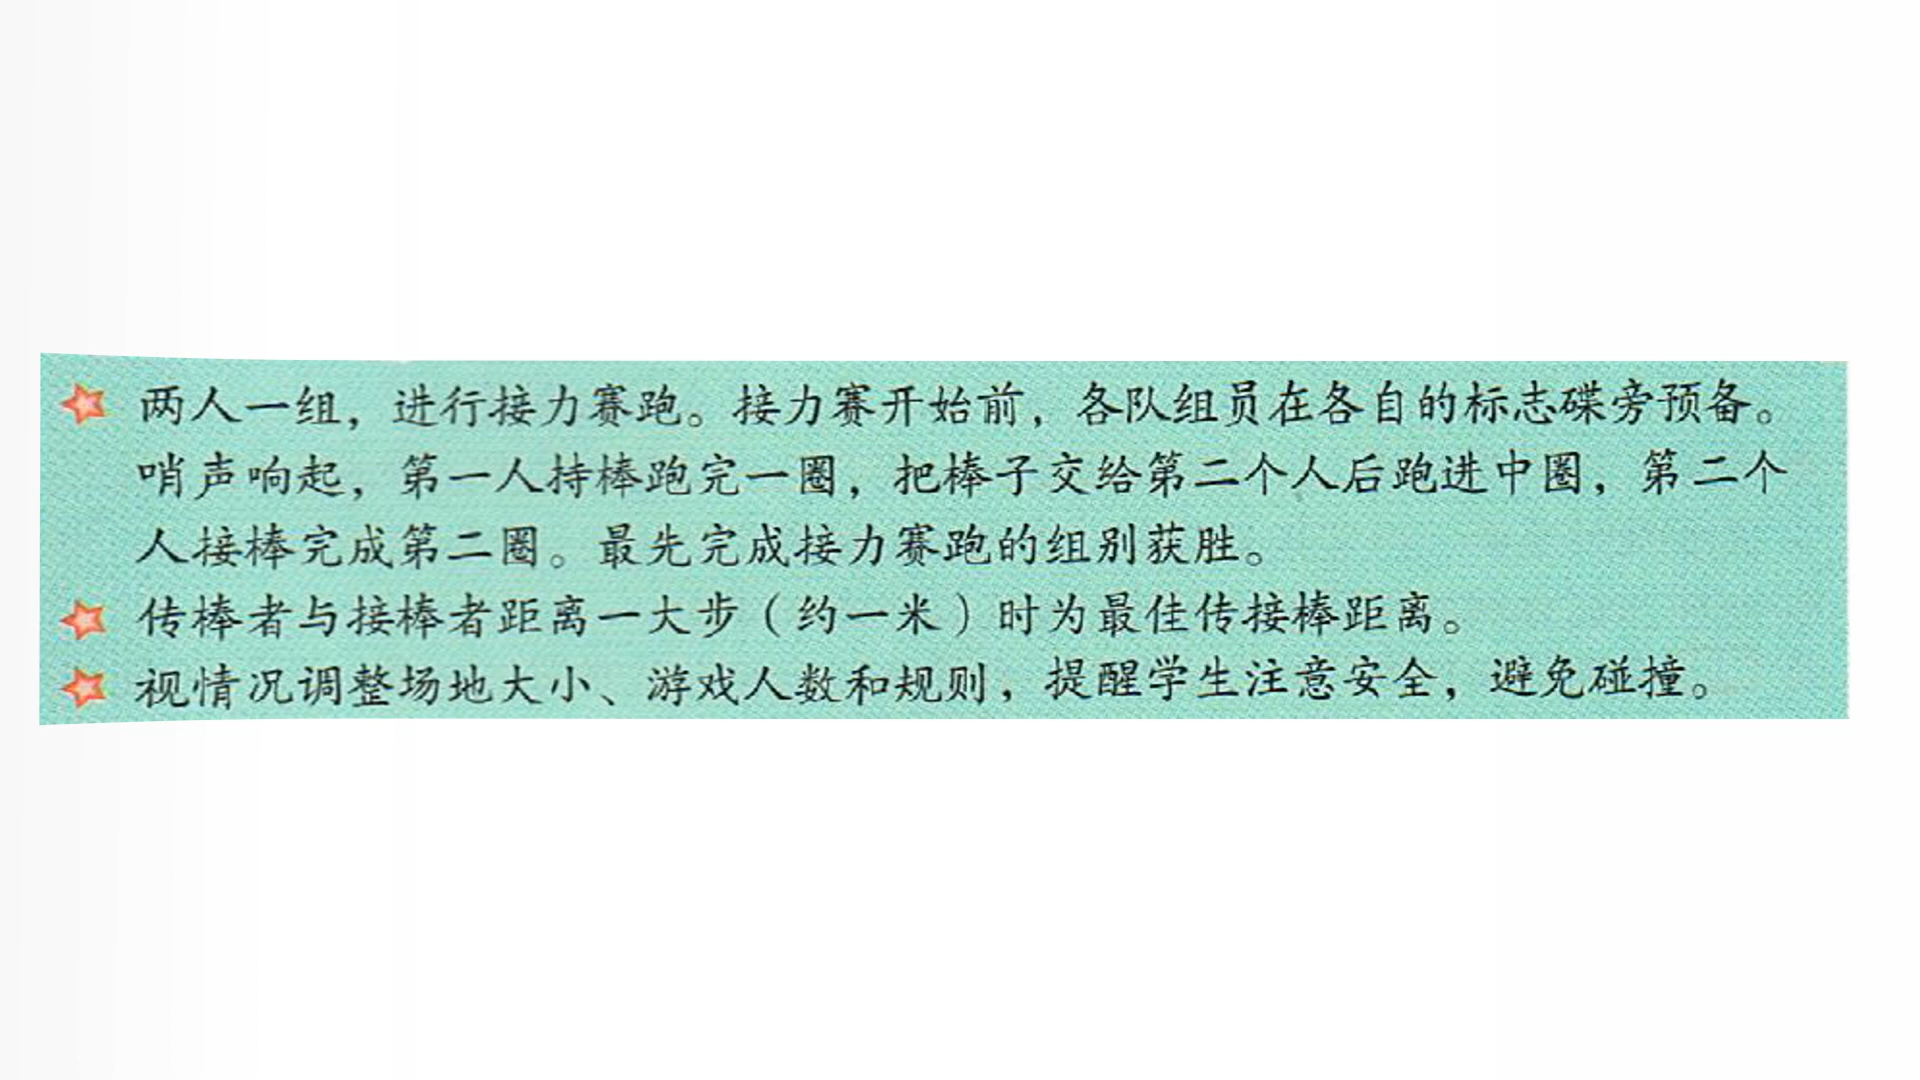 两人一组，进行接力赛跑。接力赛开始前，各队组员在各自的标志碟旁预备。
哨声响起，第一人持棒跑完一圈，把棒子交给第二个人后跑进中圈，第二个
人接棒完成第二圈。最先完成接力赛跑的组别获胜。
传棒者与接棒者距离一大步（约一米）时为最佳传接棒距离。
视情况调整场地大小、游戏人数和规则，提醒学生注意安全，避免碰撞。